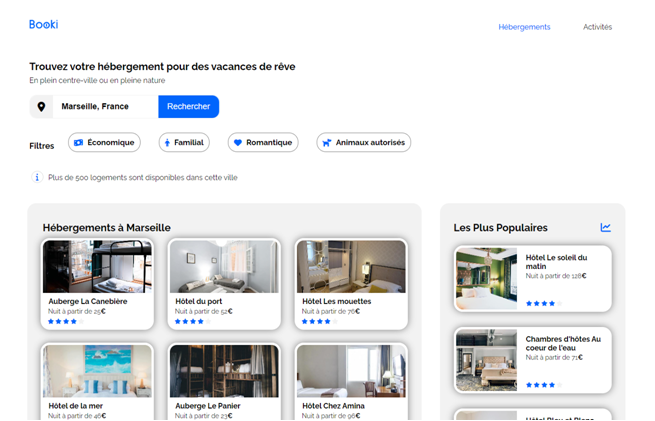 Booki
Hébergements
Activités
Trouvez votre hébergement pour des vacances de rêve
En plein centre-ville ou en pleine nature
Marseille, France
Rechercher
Filtres
Économique
Familial
Romantique
Animaux autorisés
Plus de 500 logements sont disponibles dans cette ville
Hébergements à Marseille
Auberge La Canebière
Nuit à partir de 25€
Hôtel du port
Nuit à partir de 52€
Hôtel Les mouettes
Nuit à partir de 76€
Hôtel de la mer
Nuit à partir de 46€
Auberge Le Panier
Nuit à partir de 23€
Hôtel Chez Amina
Nuit à partir de 96€
Les Plus Populaires
Hôtel Le soleil du
matin
Nuit à partir de 128€
Chambres d'hôtes Au
coeur de l'eau
Nuit à partir de 71€